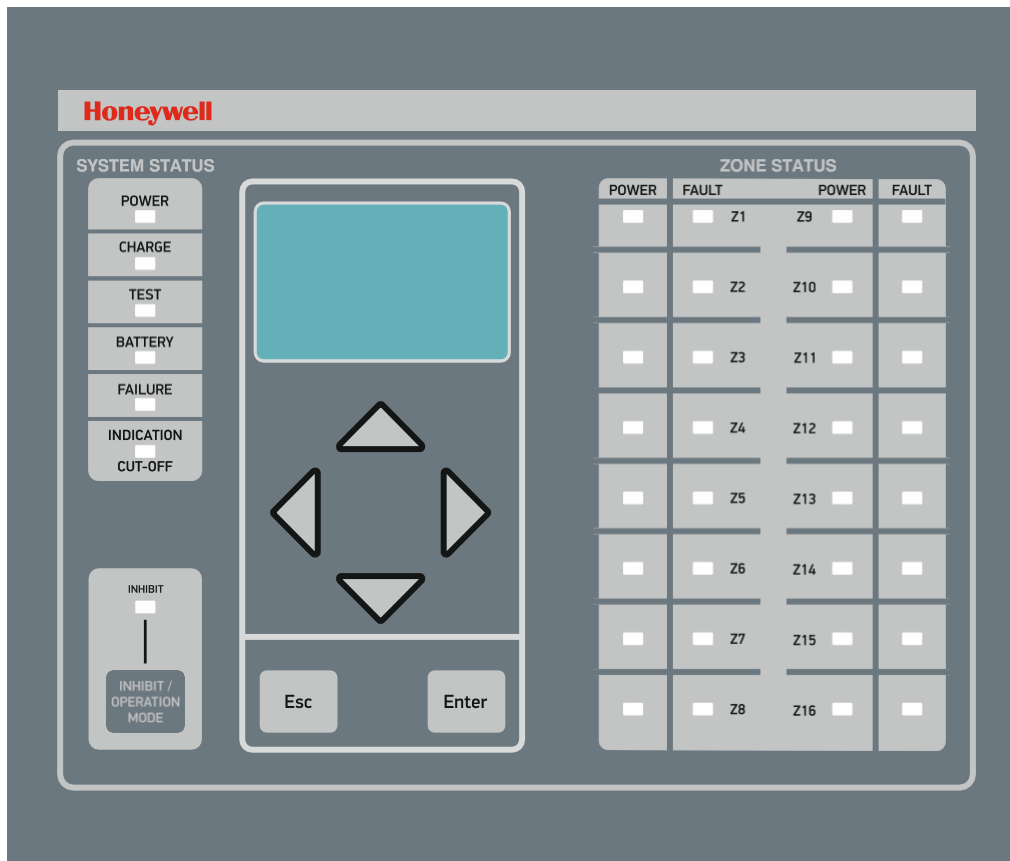 Honeywell
SYSTEM STATUS
POWER
CHARGE
TEST
BATTERY
FAILURE
INDICATION
CUT-OFF
INHIBIT
INHIBIT /
OPERATION
MODE
Esc
Enter
ZONE STATUS
POWER FAULT POWER FAULT
Z1 Z9
Z2 Z10
Z3 Z11
Z4 Z12
Z5 Z13
Z6 Z14
Z7 Z15
Z8 Z16